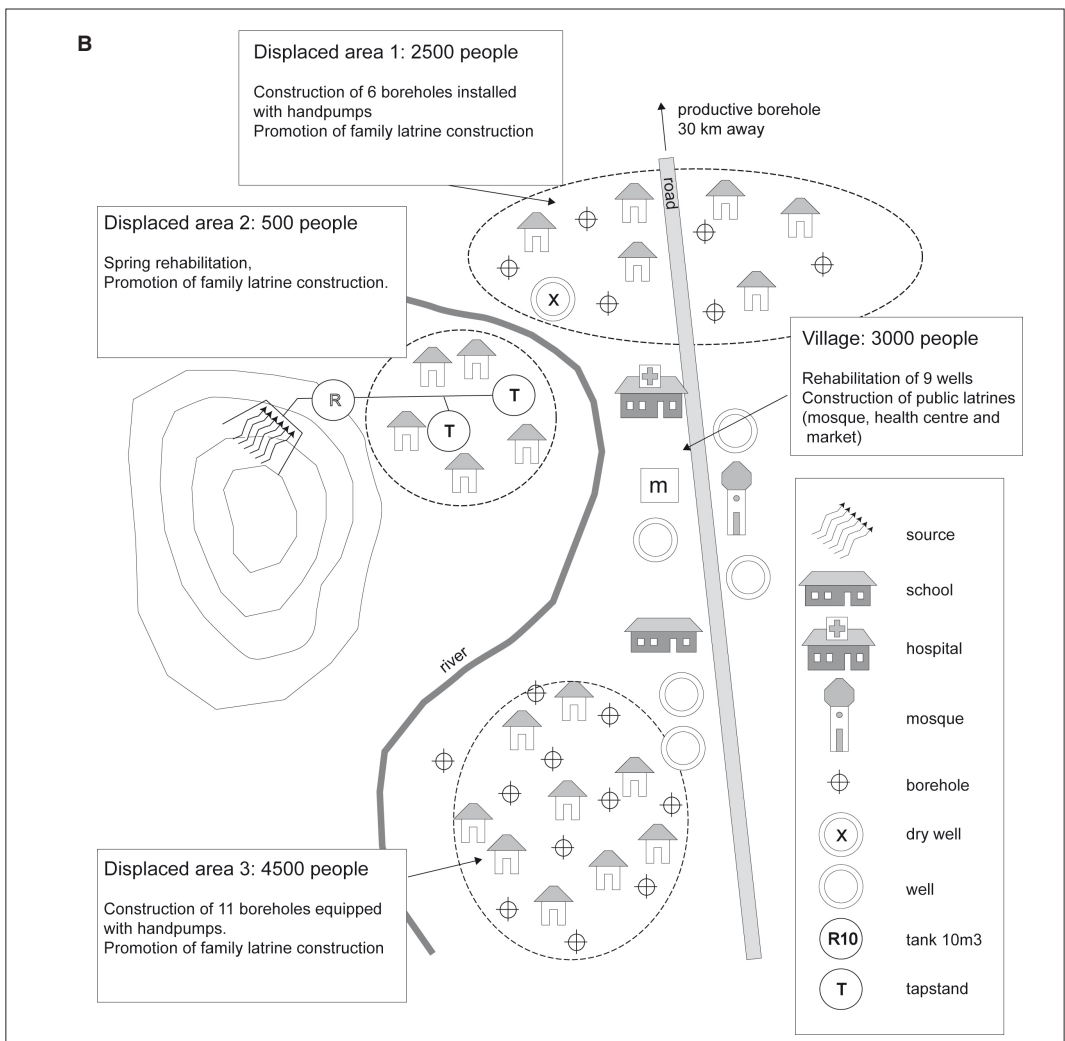 B
Displaced area 1: 2500 people
Construction of 6 boreholes installed
with handpumps
Promotion of family latrine construction
productive borehole
30 km away
road
Displaced area 2: 500 people
Spring rehabilitation,
Promotion of family latrine construction.
X
Village: 3000 people
Rehabilitation of 9 wells
Construction of public latrines
(mosque, health centre and
market)
R
T
T
m
river
Displaced area 3: 4500 people
Construction of 11 boreholes equipped
with handpumps.
Promotion of family latrine construction
source
school
hospital
mosque
borehole
X
dry well
well
R10
tank 10m3
T
tapstand